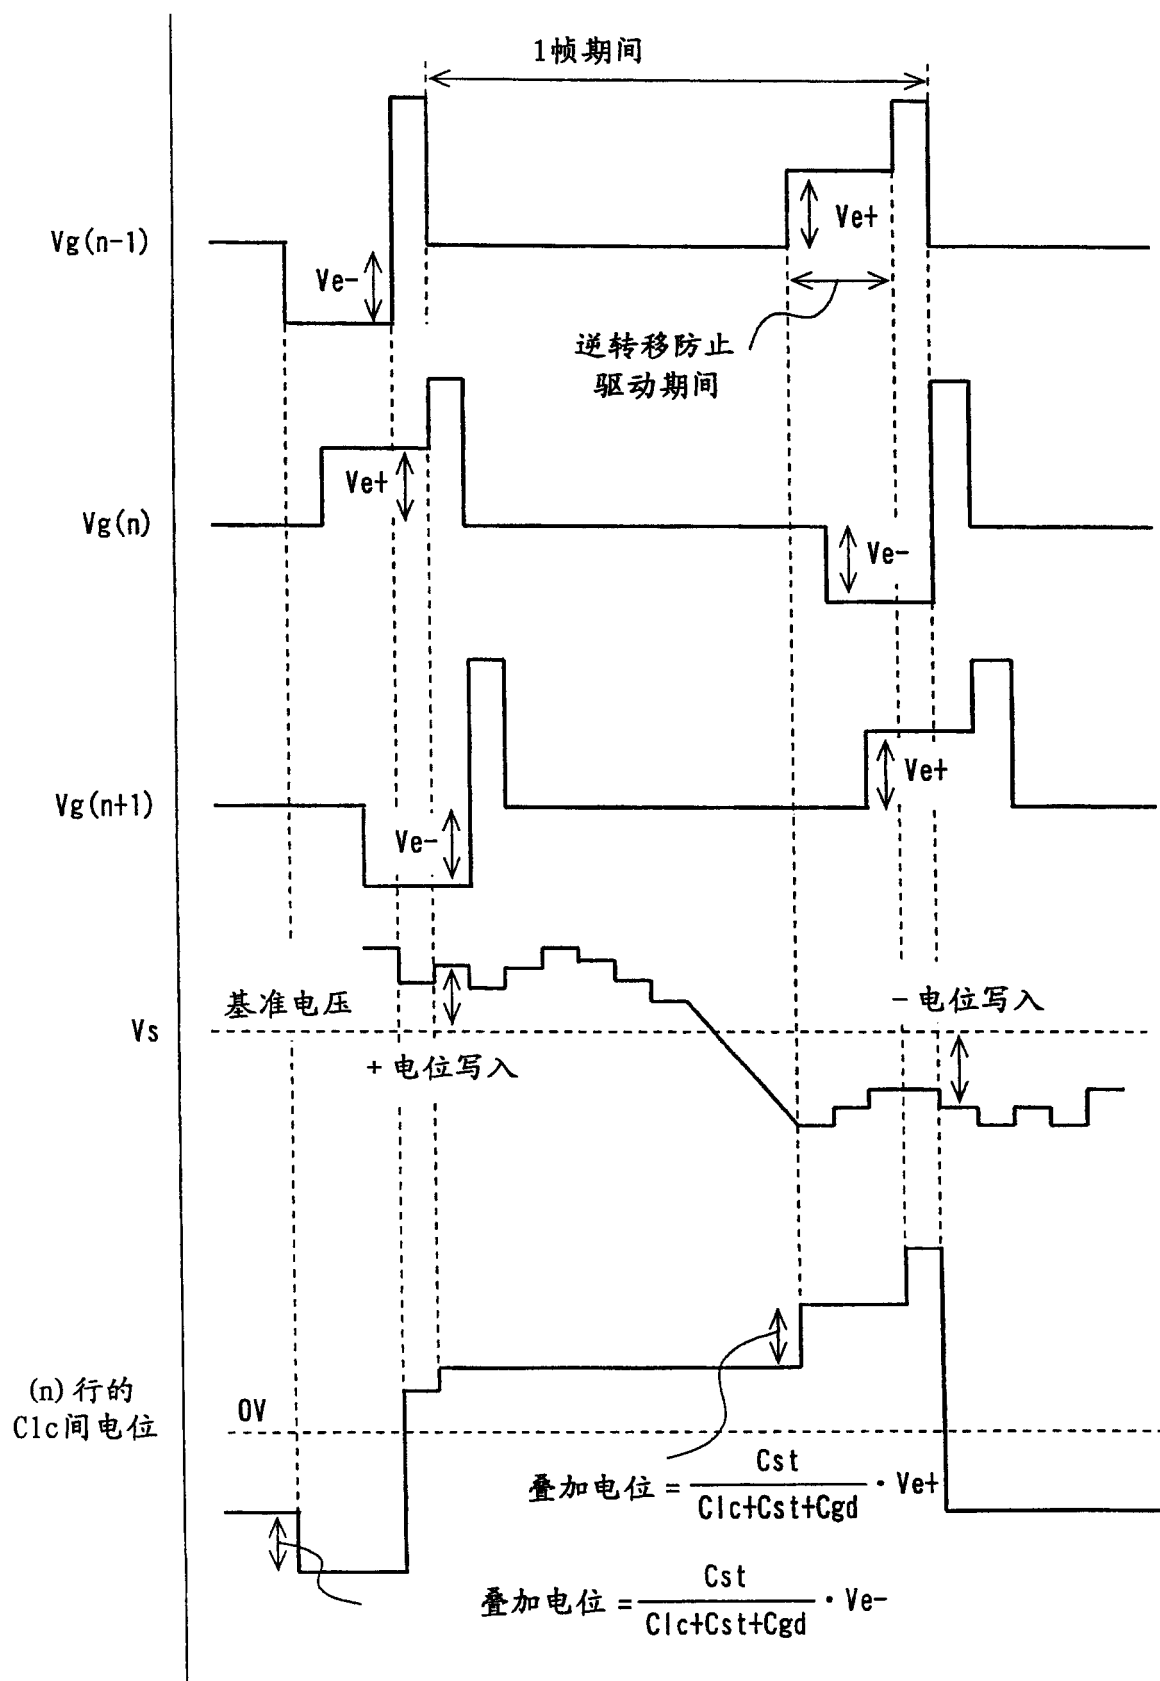 1帧期间
Vg(n-1)
Ve-
Ve+
逆转移防止
驱动期间
Vg(n)
Ve+
Ve-
Vg(n+1)
Ve-
Ve+
Vs
基准电压
+电位写入
-电位写入
(n)行的
Clc间电位
0V
叠加电位 = Cst / Clc+Cst+Cgd · Ve+
叠加电位 = Cst / Clc+Cst+Cgd · Ve-